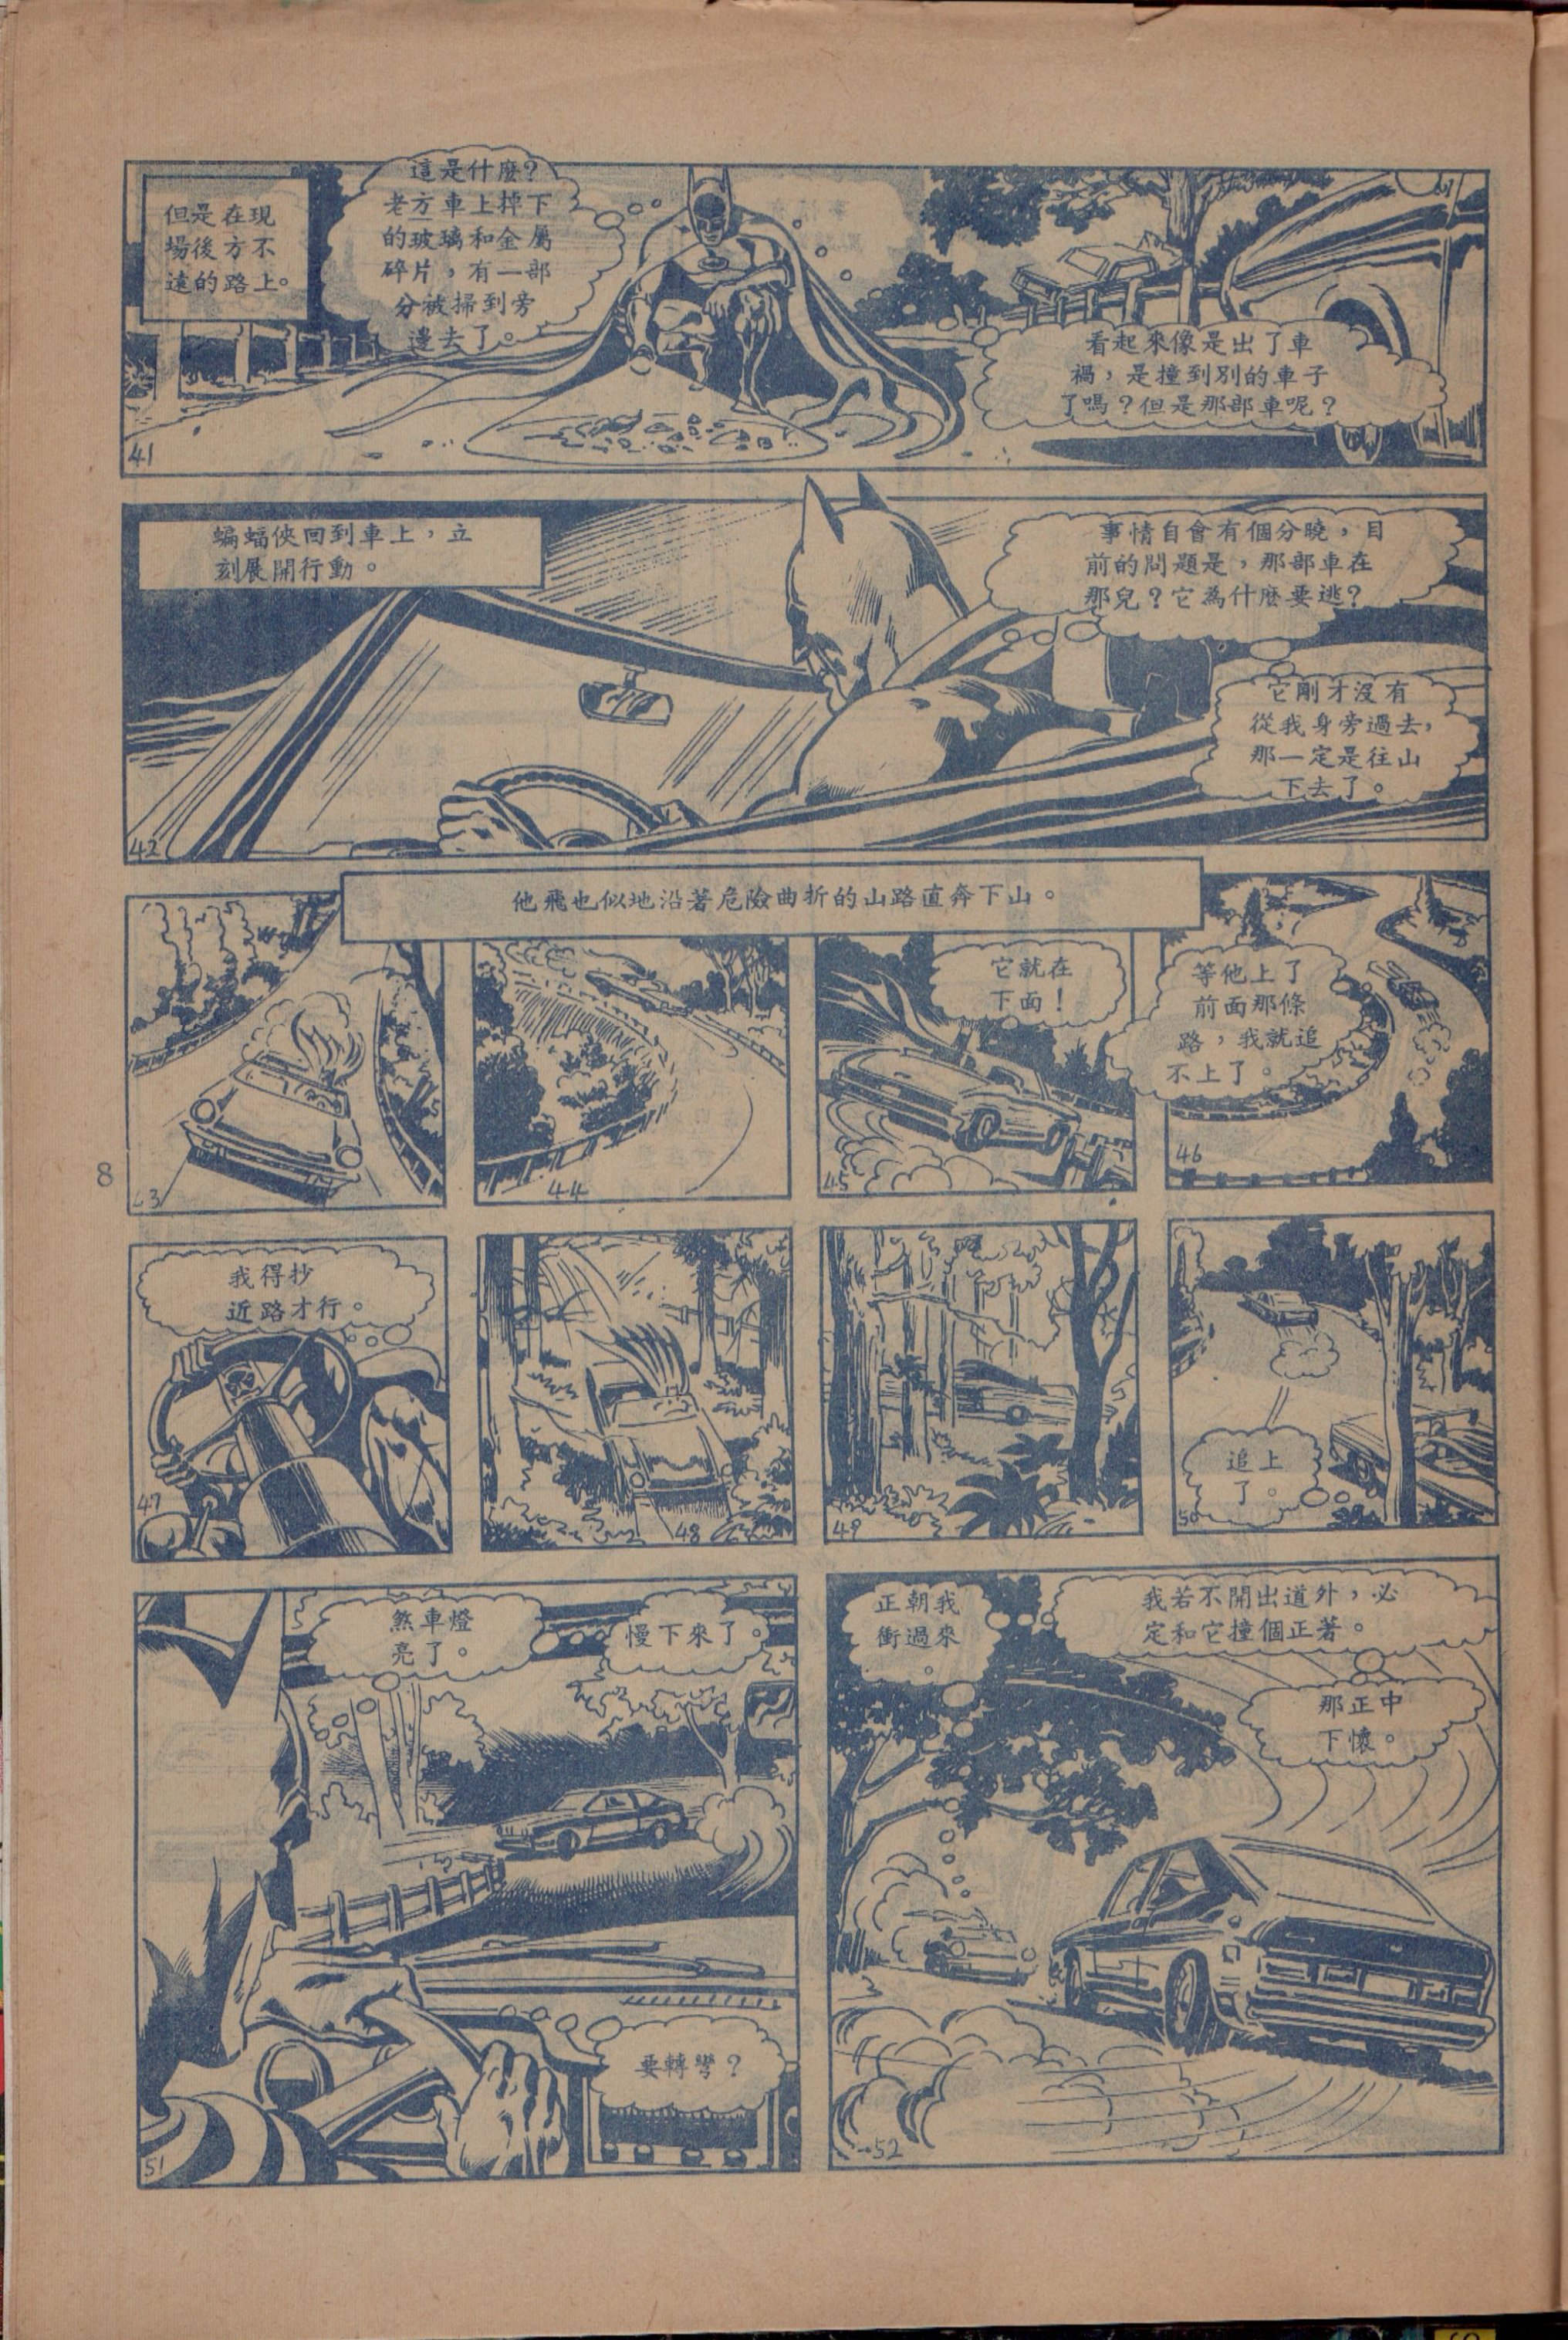 但是在現
場後方不
遠的路上。
這是什麼?
老方車上掉下
的玻璃和金屬
碎片，有一部
分被掃到旁
邊去了。
看起來像是出了車
禍，是撞到別的車子
了嗎？但是那部車呢？
41
蝙蝠俠回到車上，立
刻展開行動。
事情自會有個分曉，目
前的問題是，那部車在
那兒？它為什麼要逃？
它剛才沒有
從我身旁過去，
那一定是往山
下去了。
42
他飛也似地沿著危險曲折的山路直奔下山。
43
44
它就在
下面！
45
等他上了
前面那條
路，我就追
不上了。
46
8
我得抄
近路才行。
47
48
49
追上
了。
50
煞車燈
亮了。
慢下來了。
要轉彎？
51
正朝我
衝過來
。
我若不開出道外，必
定和它撞個正著。
那正中
下懷。
52